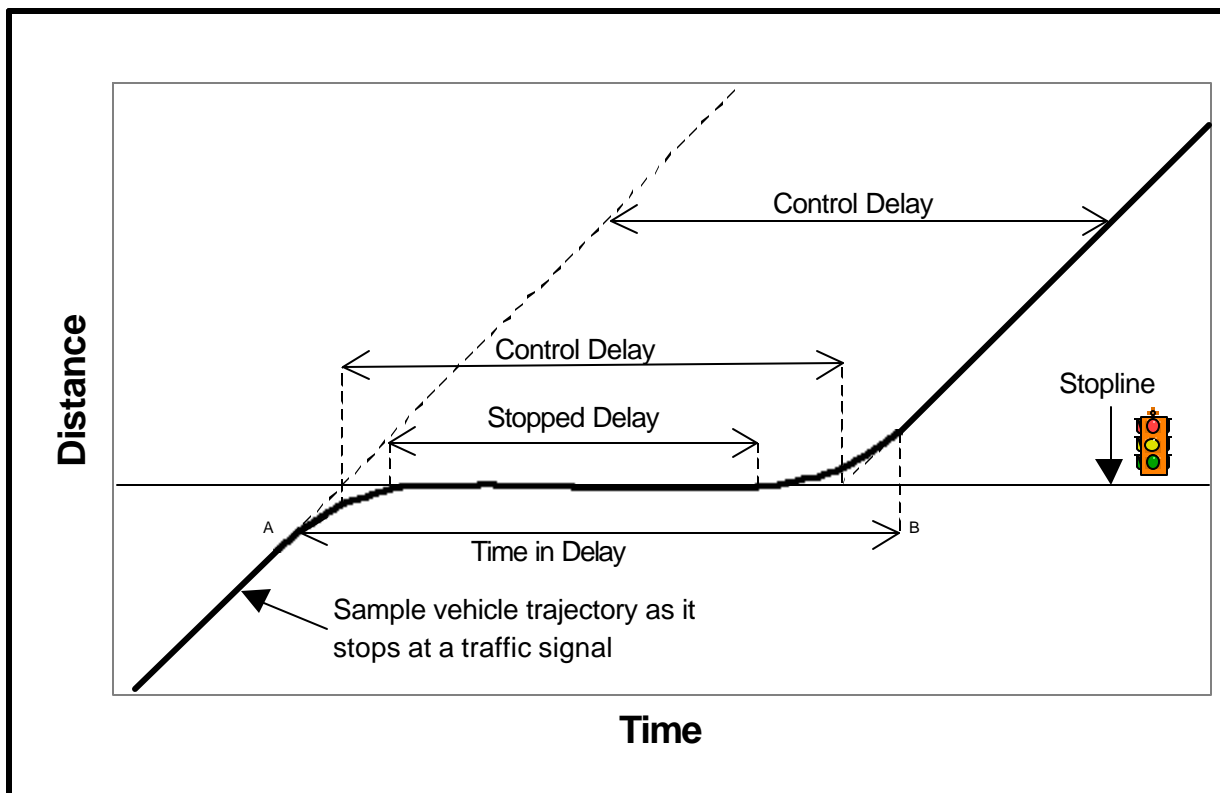 Control Delay
Control Delay
Stopline
Stopped Delay
Distance
A
B
Time in Delay
Sample vehicle trajectory as it
stops at a traffic signal
Time